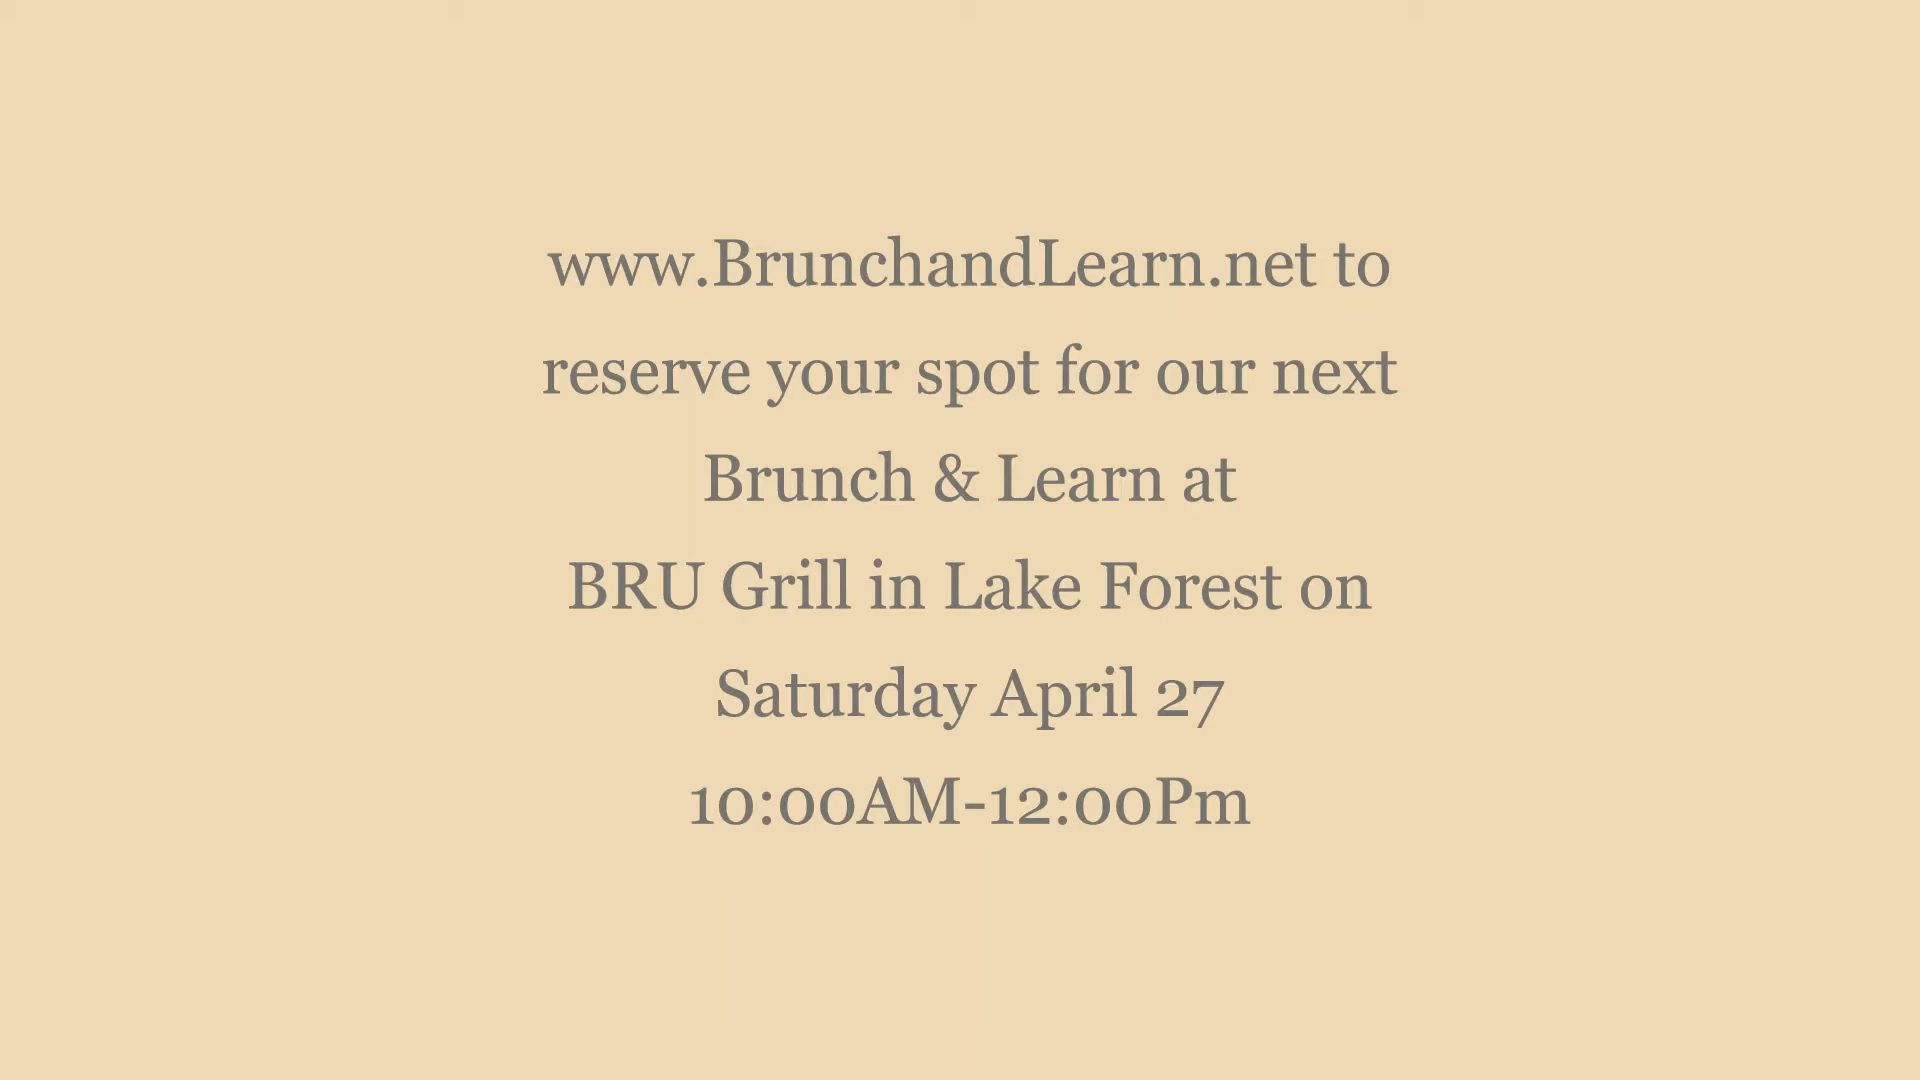 www.BrunchandLearn.net to
reserve your spot for our next
Brunch & Learn at
BRU Grill in Lake Forest on
Saturday April 27
10:00AM-12:00Pm